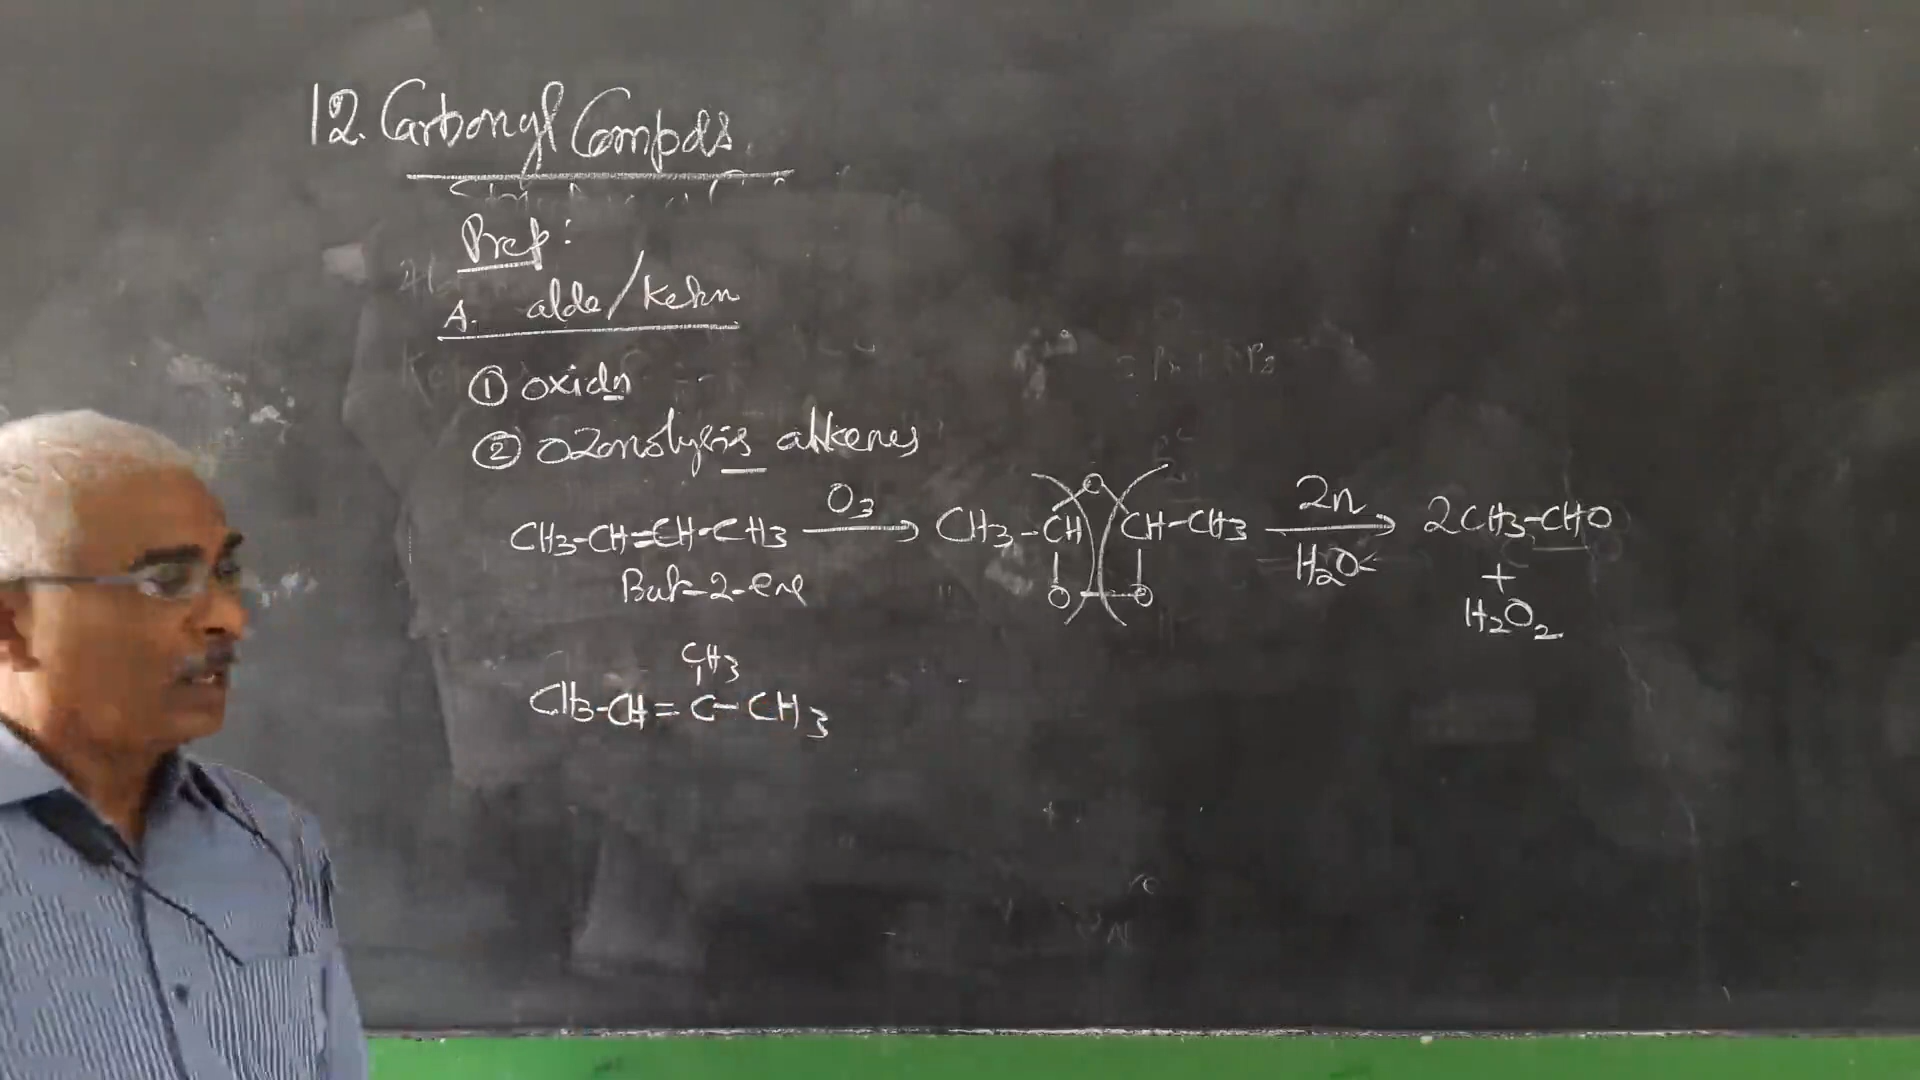 12. Carbonyl Compds.
Prep:
A. alde/Ketn
① oxidn
② Ozonolysis alkenes
CH3-CH=CH-CH3 O3 → CH3-CH O CH-CH3 Zn → H2O 2CH3-CHO
O-O
+
But-2-ene
H2O2
CH3
CH3-CH=C-CH3